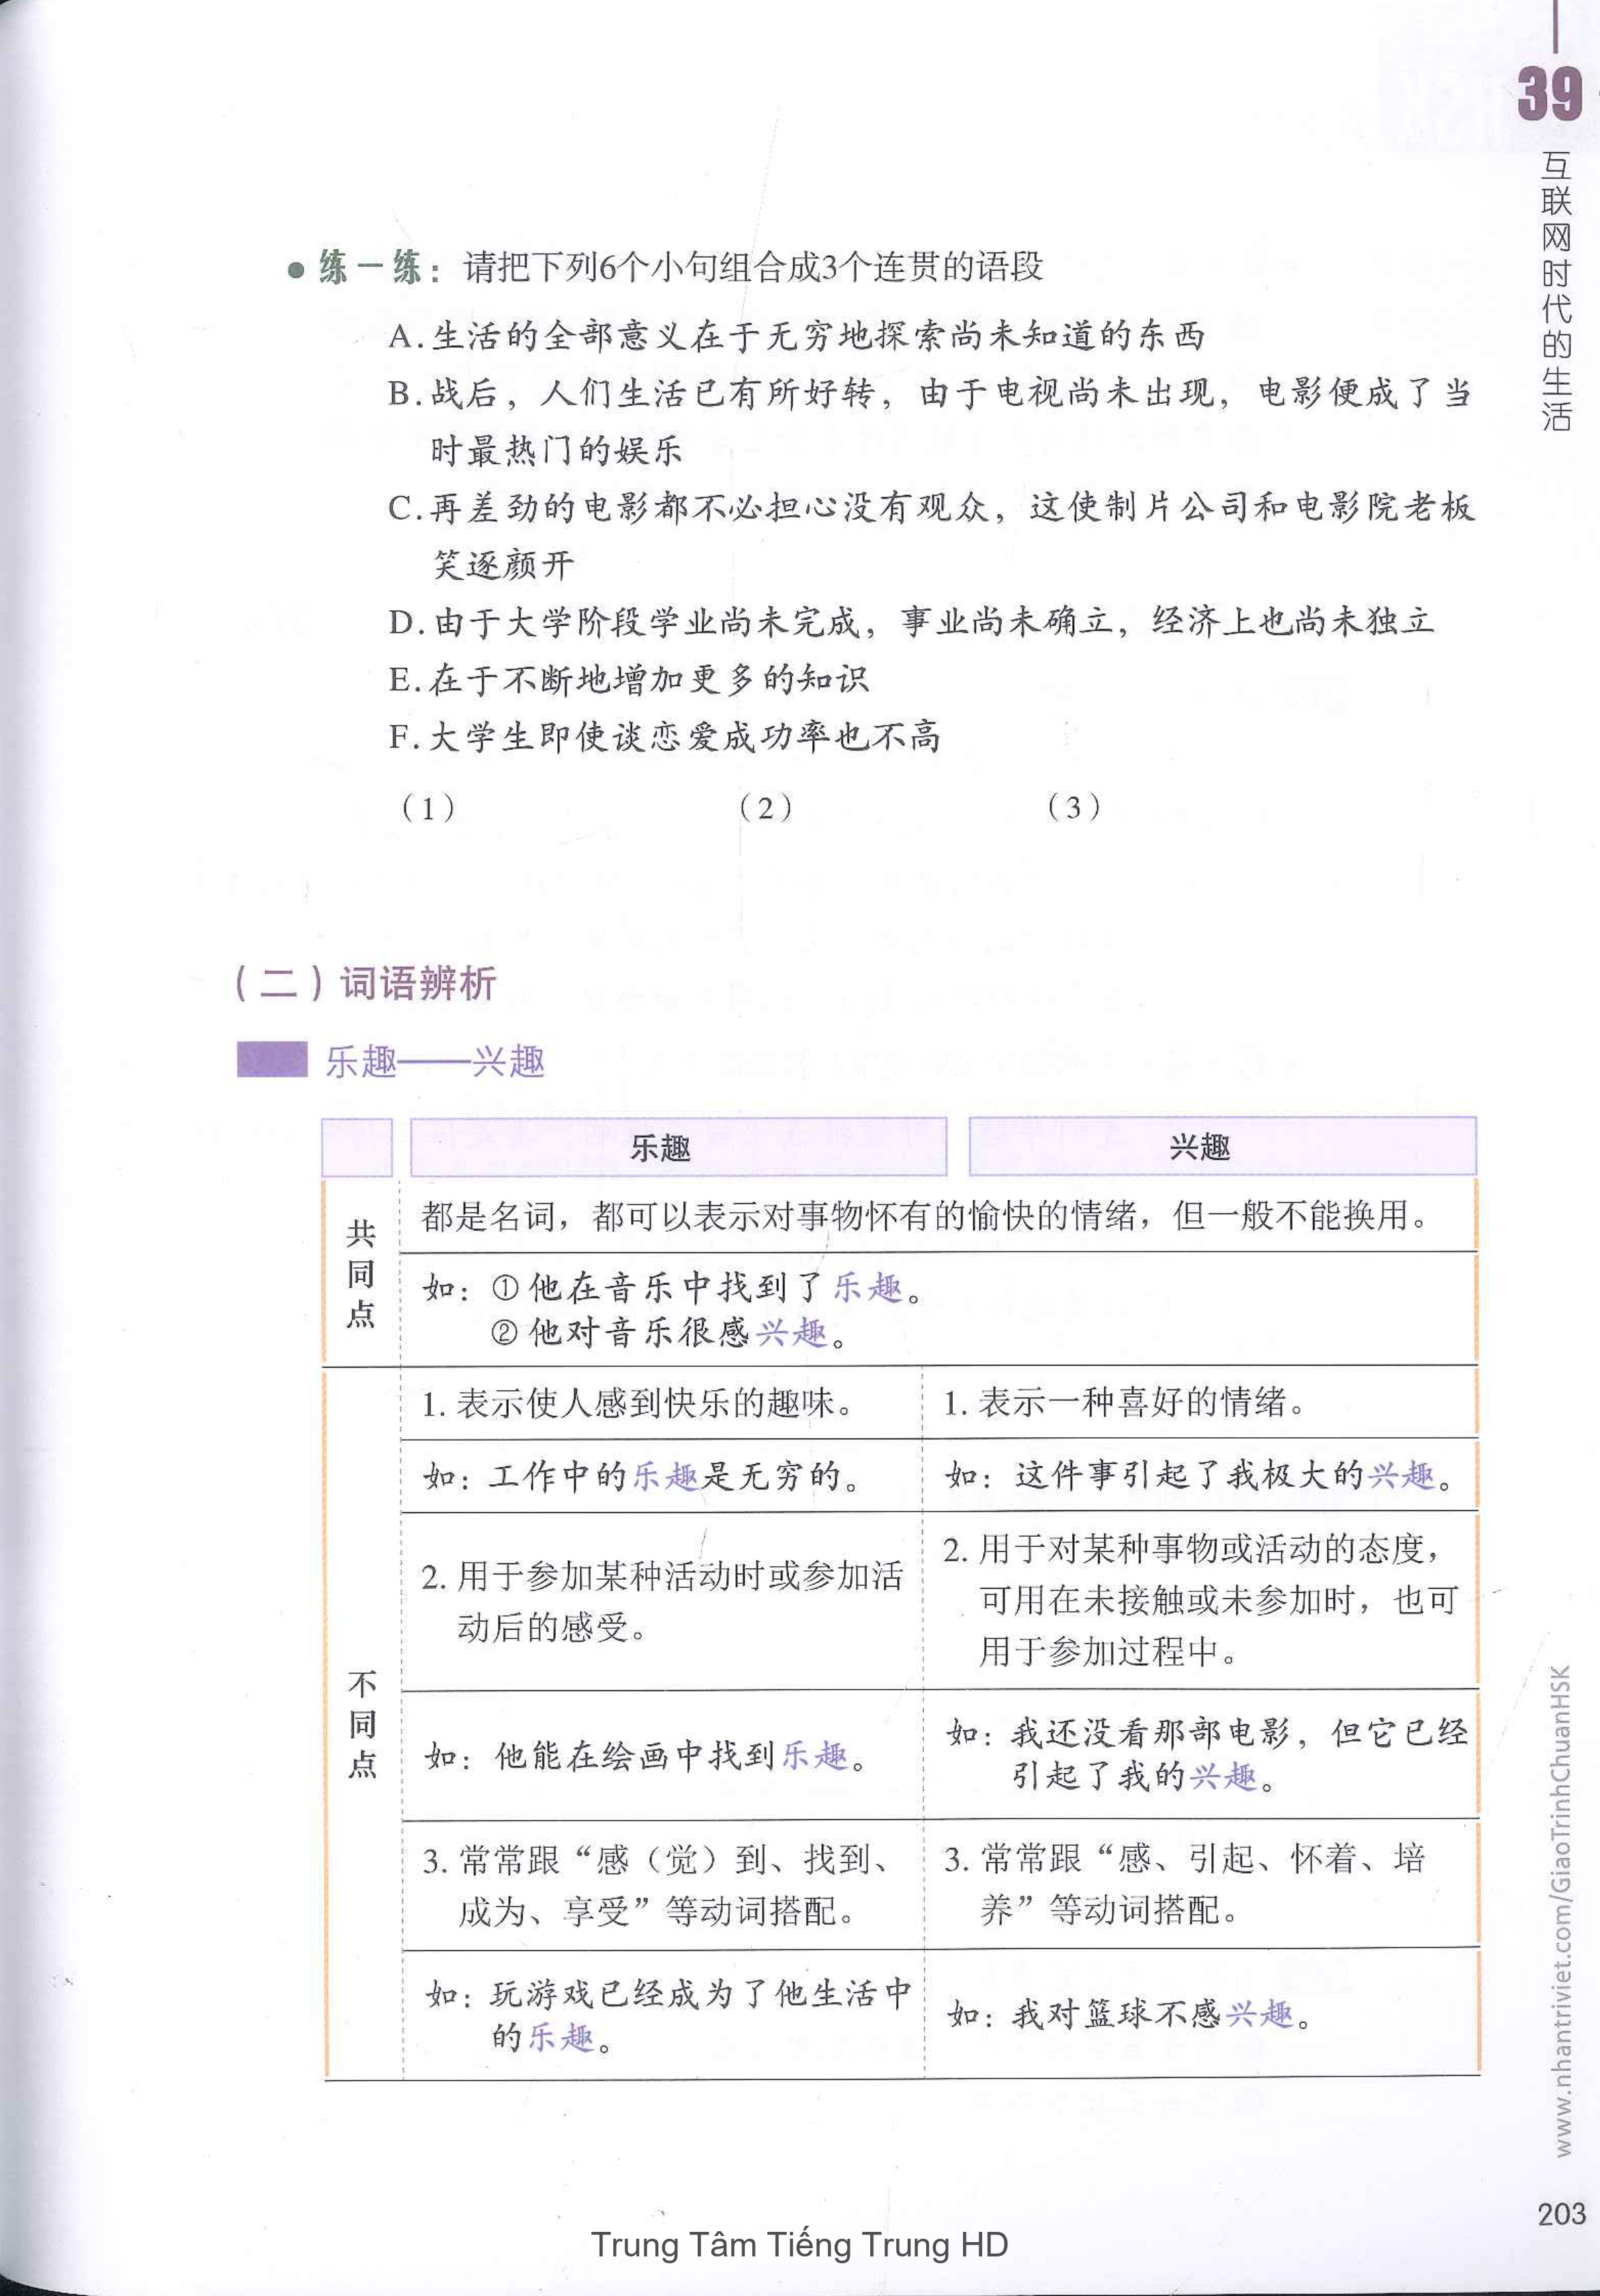 39
互联网时代的生活
● 练一练：请把下列6个小句组合成3个连贯的语段
A.生活的全部意义在于无穷地探索尚未知道的东西
B.战后，人们生活已有所好转，由于电视尚未出现，电影便成了当
时最热门的娱乐
C.再差劲的电影都不必担心没有观众，这使制片公司和电影院老板
笑逐颜开
D.由于大学阶段学业尚未完成，事业尚未确立，经济上也尚未独立
E.在于不断地增加更多的知识
F.大学生即使谈恋爱成功率也不高
（1） （2） （3）
（二）词语辨析
乐趣——兴趣
乐趣 兴趣
共同点
都是名词，都可以表示对事物怀有的愉快的情绪，但一般不能换用。
如：①他在音乐中找到了乐趣。
②他对音乐很感兴趣。
不同点
1. 表示使人感到快乐的趣味。
1. 表示一种喜好的情绪。
如：工作中的乐趣是无穷的。
如：这件事引起了我极大的兴趣。
2. 用于参加某种活动时或参加活
动后的感受。
2. 用于对某种事物或活动的态度，
可用在未接触或未参加时，也可
用于参加过程中。
如：他能在绘画中找到乐趣。
如：我还没看那部电影，但它已经
引起了我的兴趣。
3. 常常跟“感（觉）到、找到、
成为、享受”等动词搭配。
3. 常常跟“感、引起、怀着、培
养”等动词搭配。
如：玩游戏已经成为了他生活中
的乐趣。
如：我对篮球不感兴趣。
www.nhantriviet.com/GiaoTrinhChuanHSK
203
Trung Tâm Tiếng Trung HD